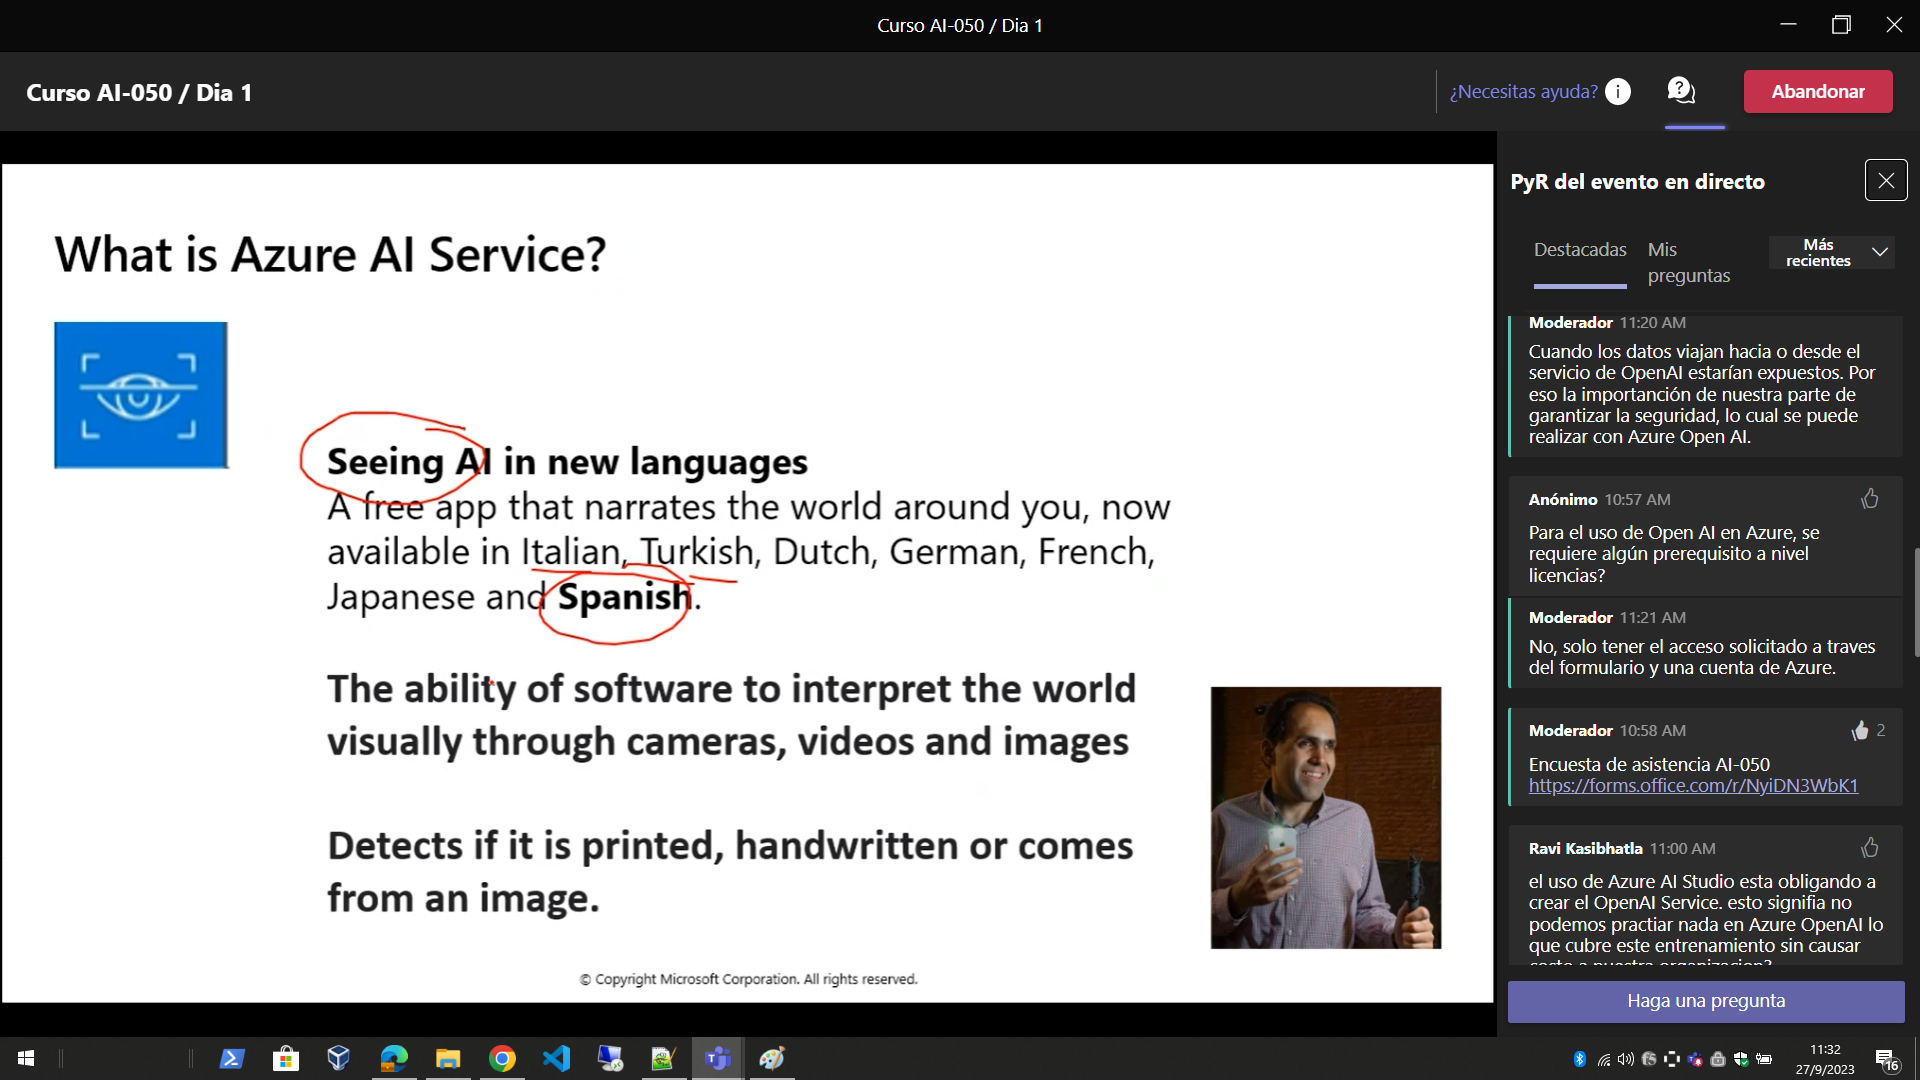 Curso AI-050 / Dia 1
Curso AI-050 / Dia 1
¿Necesitas ayuda?
Abandonar
What is Azure AI Service?
Seeing AI in new languages
A free app that narrates the world around you, now
available in Italian, Turkish, Dutch, German, French,
Japanese and Spanish.
The ability of software to interpret the world
visually through cameras, videos and images
Detects if it is printed, handwritten or comes
from an image.
© Copyright Microsoft Corporation. All rights reserved.
PyR del evento en directo
Destacadas
Mis
preguntas
Más
recientes
Moderador 11:20 AM
Cuando los datos viajan hacia o desde el
servicio de OpenAI estarían expuestos. Por
eso la importanción de nuestra parte de
garantizar la seguridad, lo cual se puede
realizar con Azure Open AI.
Anónimo 10:57 AM
Para el uso de Open AI en Azure, se
requiere algún prerequisito a nivel
licencias?
Moderador 11:21 AM
No, solo tener el acceso solicitado a traves
del formulario y una cuenta de Azure.
Moderador 10:58 AM
2
Encuesta de asistencia AI-050
https://forms.office.com/r/NyiDN3WbK1
Ravi Kasibhatla 11:00 AM
el uso de Azure AI Studio esta obligando a
crear el OpenAI Service. esto signifia no
podemos practiar nada en Azure OpenAI lo
que cubre este entrenamiento sin causar
costo a nuestra organizacion?
Haga una pregunta
11:32
27/9/2023
16